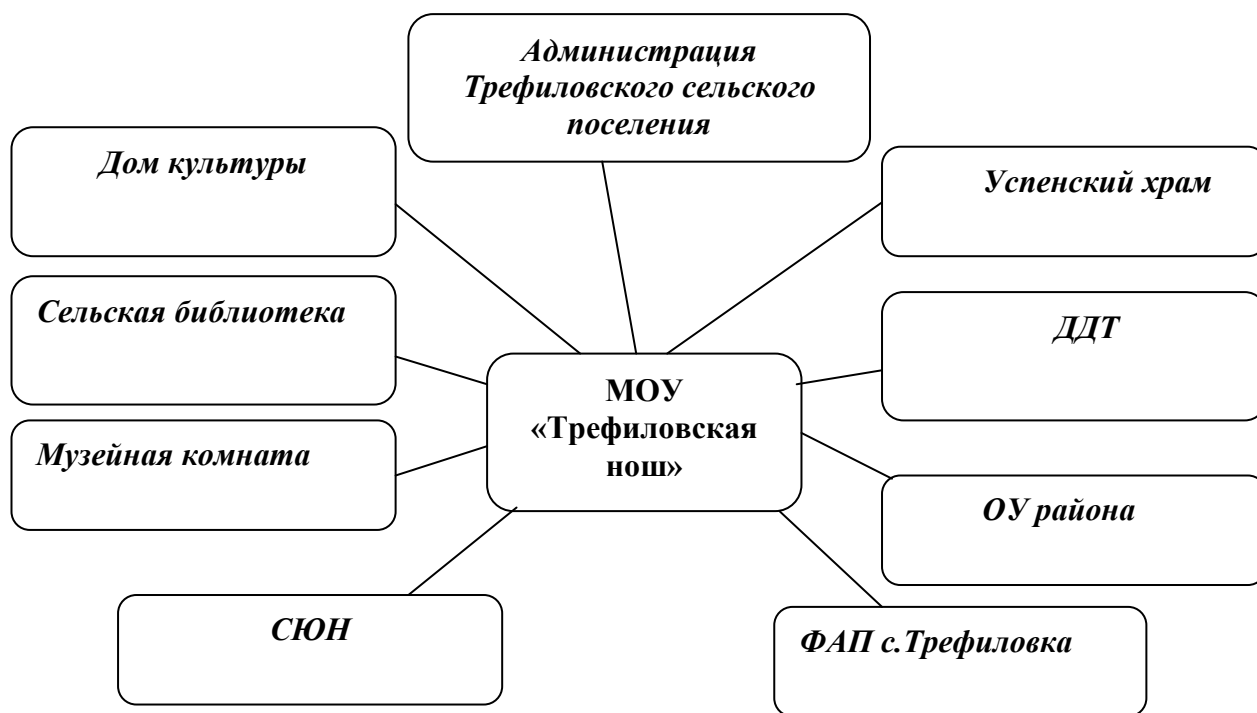 Администрация
Трефиловского сельского
поселения
Дом культуры
Успенский храм
Сельская библиотека
ДДТ
МОУ
«Трефиловская
нош»
Музейная комната
ОУ района
СЮН
ФАП с.Трефиловка